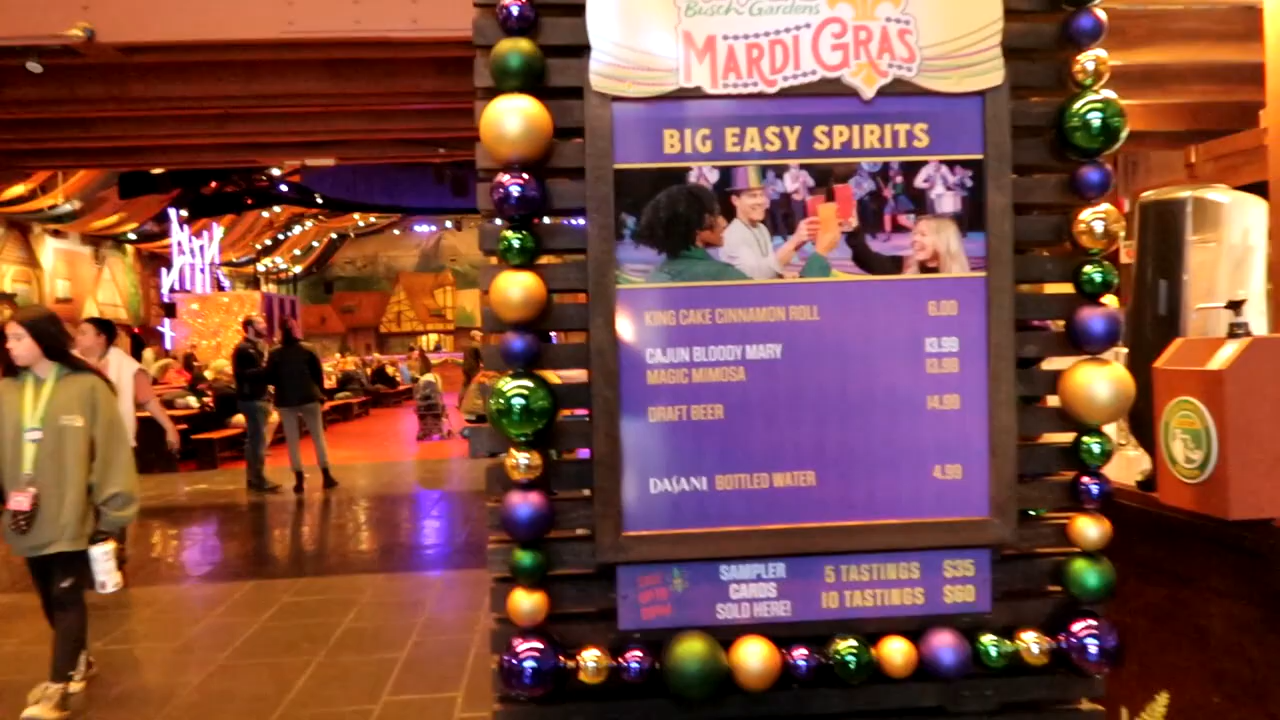 Busch Gardens
MARDI GRAS
BIG EASY SPIRITS
KING CAKE CINNAMON ROLL 6.00
CAJUN BLOODY MARY 13.99
MAGIC MIMOSA 13.99
DRAFT BEER 14.99
DASANI BOTTLED WATER 4.99
SAMPLER
CARDS
SOLD HERE!
5 TASTINGS $35
10 TASTINGS $60